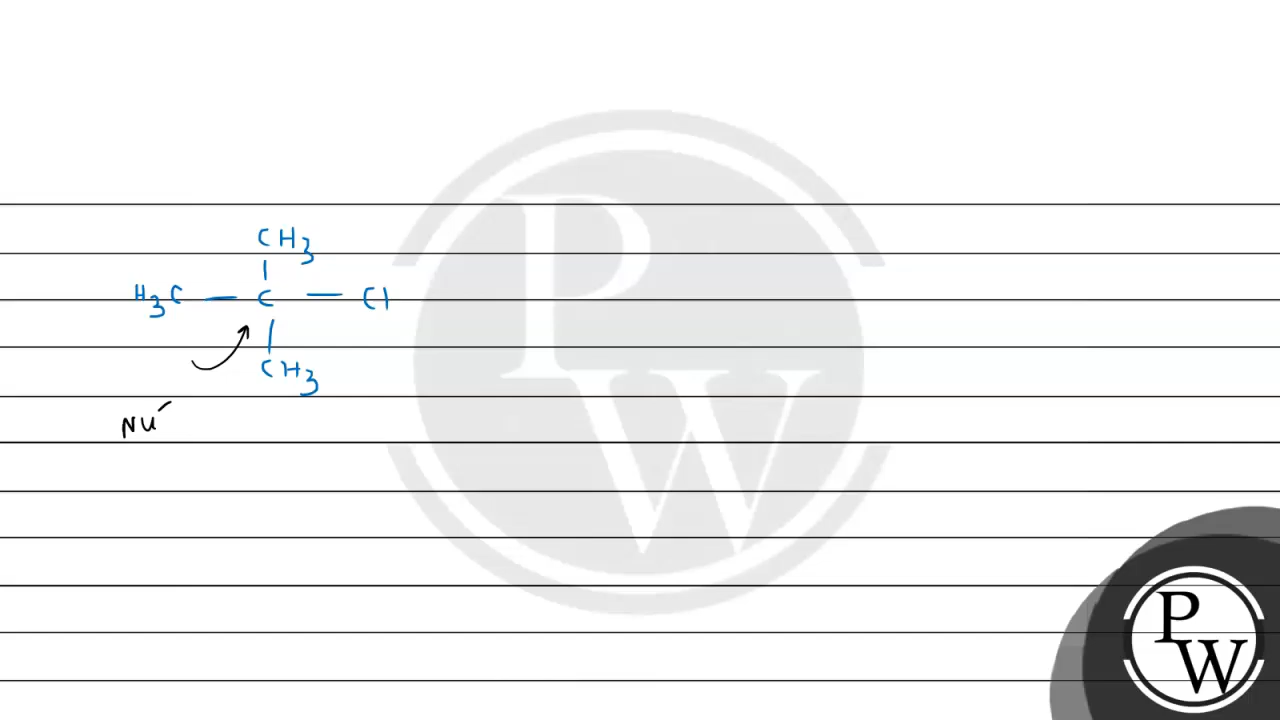 CH3
|
H3C — C — Cl
|
CH3
Nu⁻
P
W
P
W